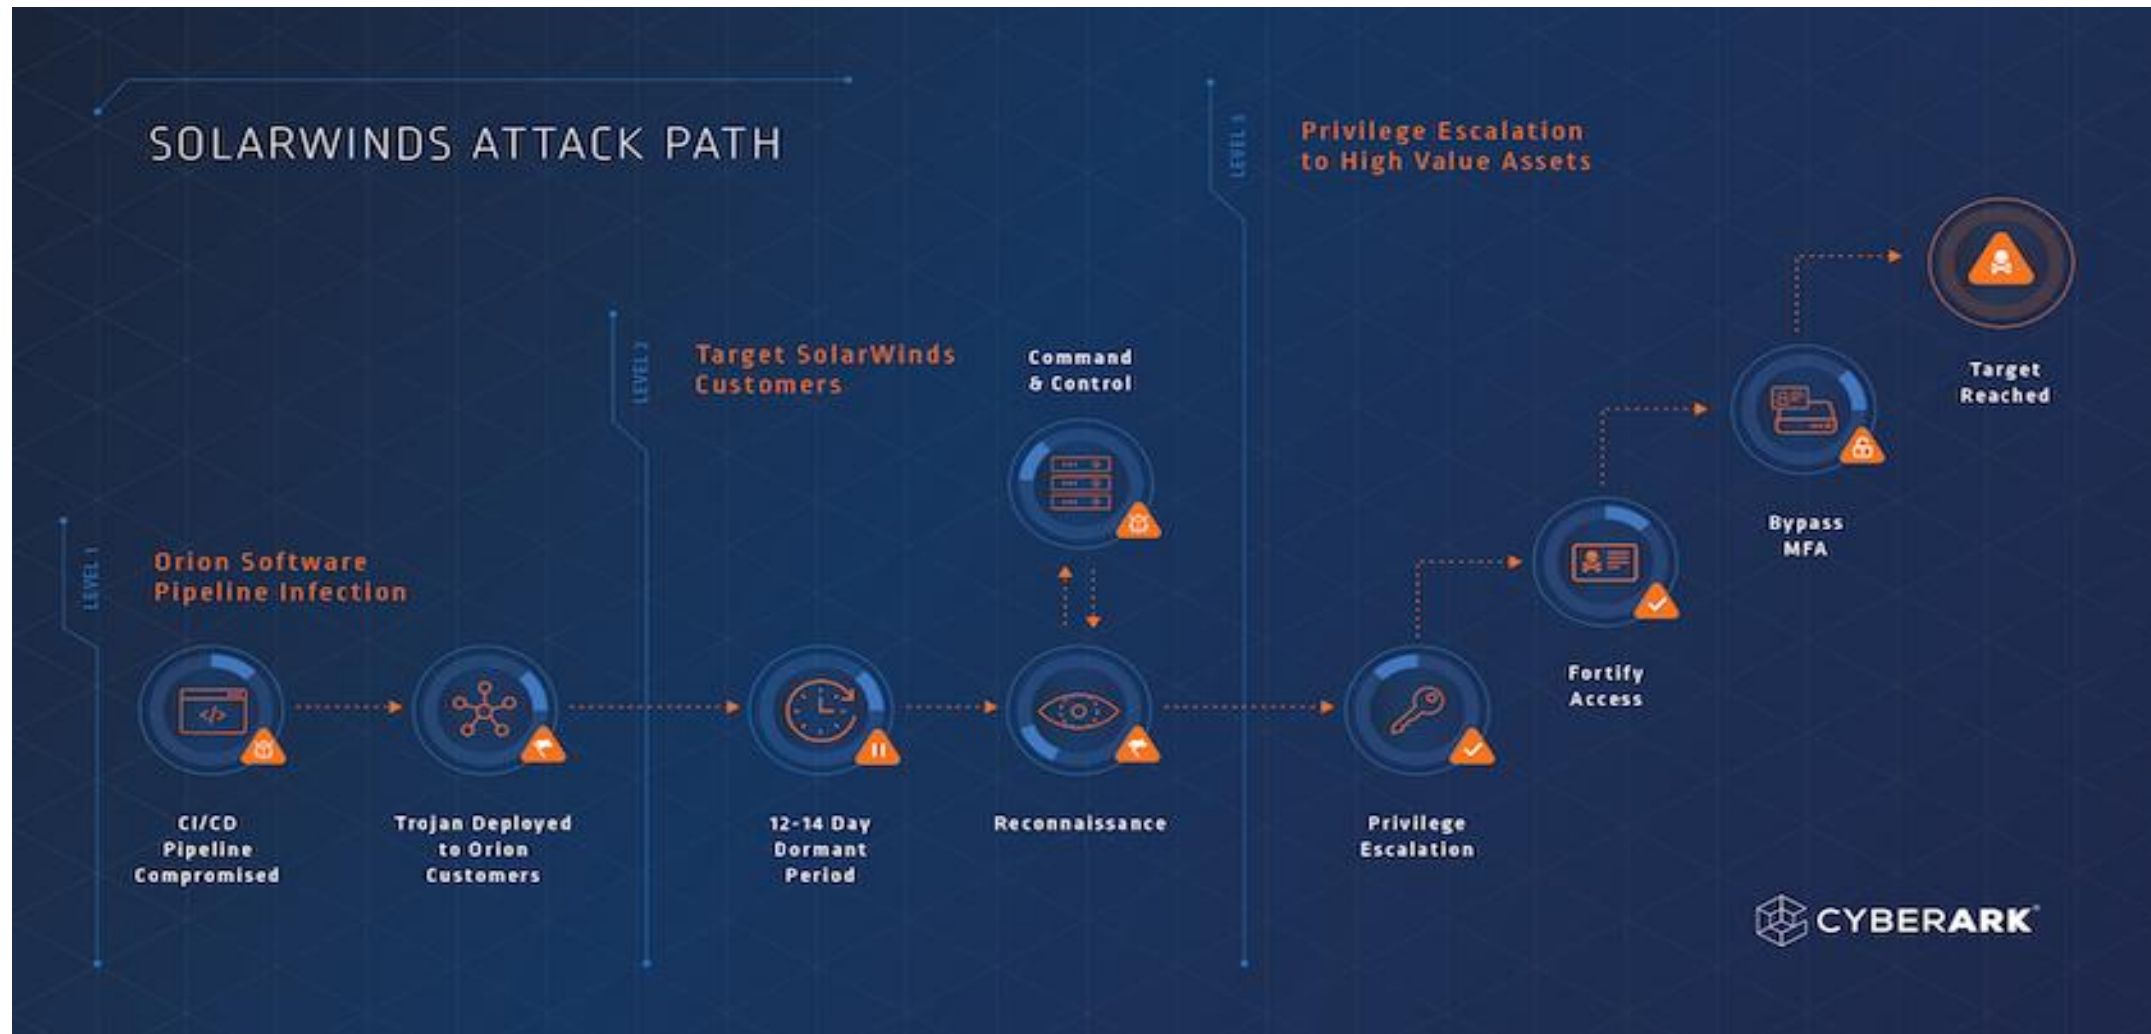 SOLARWINDS ATTACK PATH
LEVEL 1
Orion Software
Pipeline Infection
CI/CD
Pipeline
Compromised
Trojan Deployed
to Orion
Customers
LEVEL 2
Target SolarWinds
Customers
Command
& Control
12-14 Day
Dormant
Period
Reconnaissance
LEVEL
Privilege Escalation
to High Value Assets
Privilege
Escalation
Fortify
Access
Bypass
MFA
Target
Reached
CYBERARK